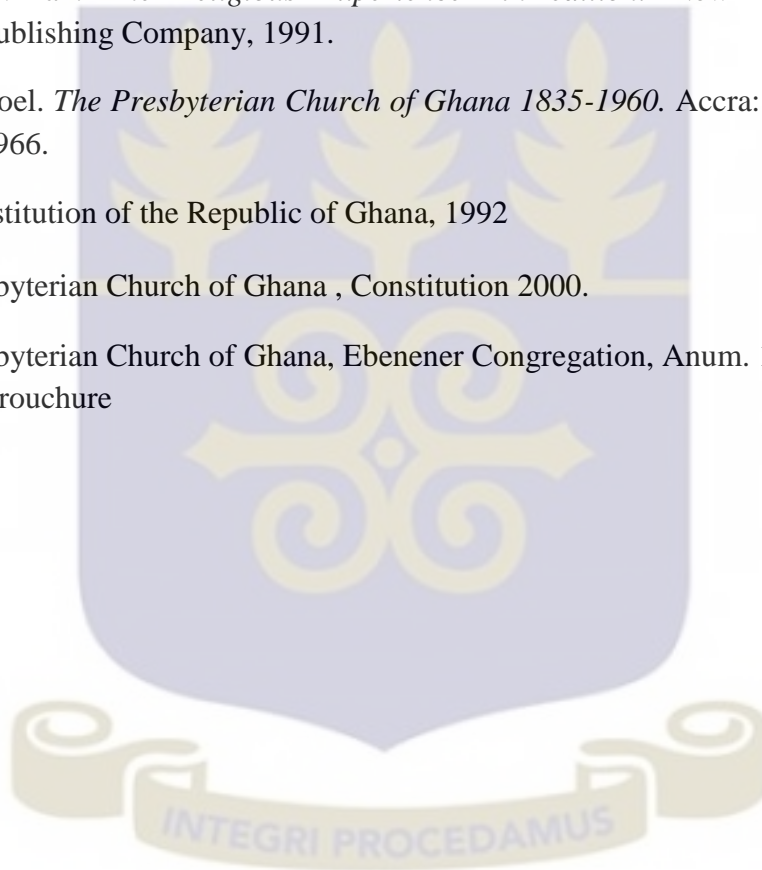 Religious
ublishing Company, 1991.
oel. The Presbyterian Church of Ghana 1835-1960. Accra:
966.
stitution of the Republic of Ghana, 1992
byterian Church of Ghana , Constitution 2000.
byterian Church of Ghana, Ebenener Congregation, Anum.
rouchure
INTEGRI PROCEDAMUS